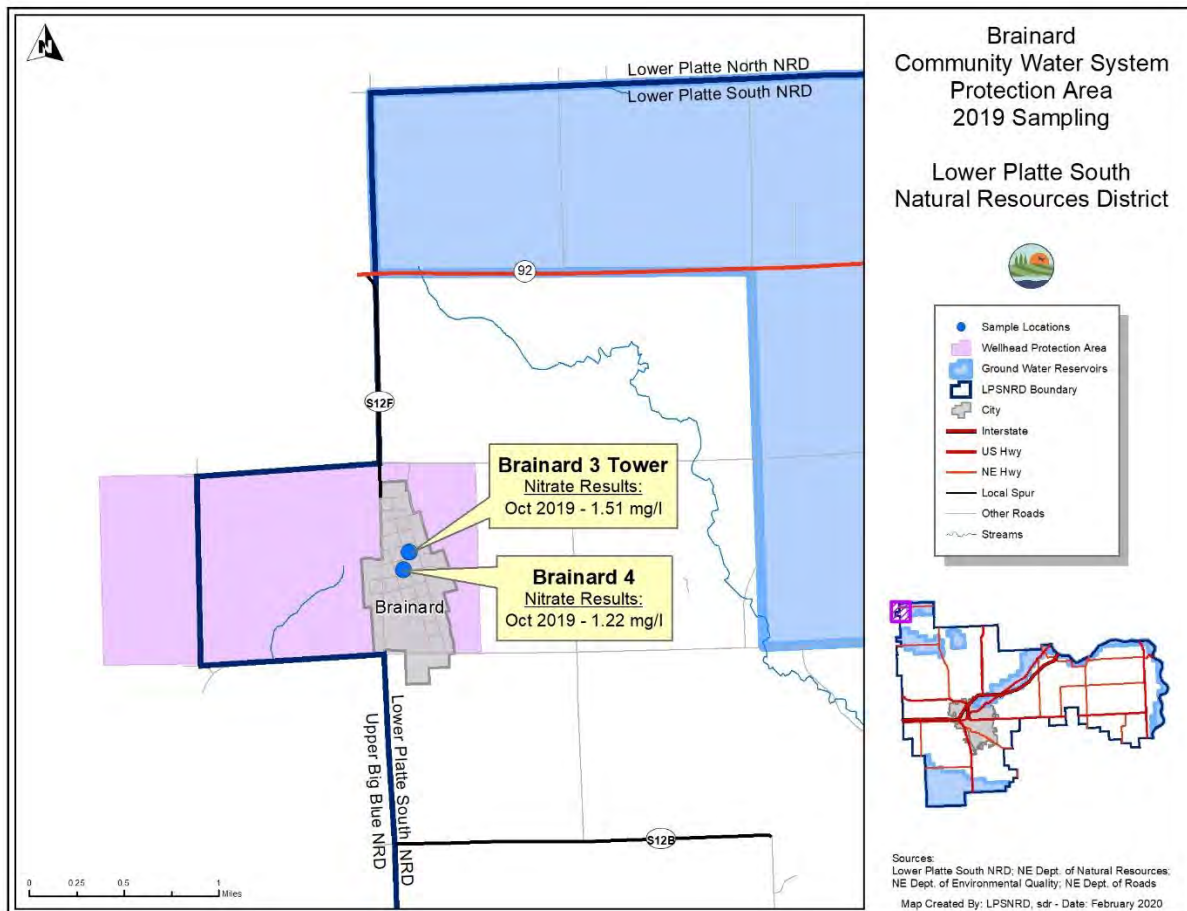 N
Lower Platte North NRD
Lower Platte South NRD
92
S12F
Brainard 3 Tower
Nitrate Results:
Oct 2019 - 1.51 mg/l
Brainard 4
Nitrate Results:
Oct 2019 - 1.22 mg/l
Brainard
Lower Platte South NRD
Upper Big Blue NRD
S12B
0 0.25 0.5 1
Miles
Brainard
Community Water System
Protection Area
2019 Sampling
Lower Platte South
Natural Resources District
Sample Locations
Wellhead Protection Area
Ground Water Reservoirs
LPSNRD Boundary
City
Interstate
US Hwy
NE Hwy
Local Spur
Other Roads
Streams
Sources:
Lower Platte South NRD; NE Dept. of Natural Resources;
NE Dept. of Environmental Quality; NE Dept. of Roads
Map Created By: LPSNRD, sdr - Date: February 2020